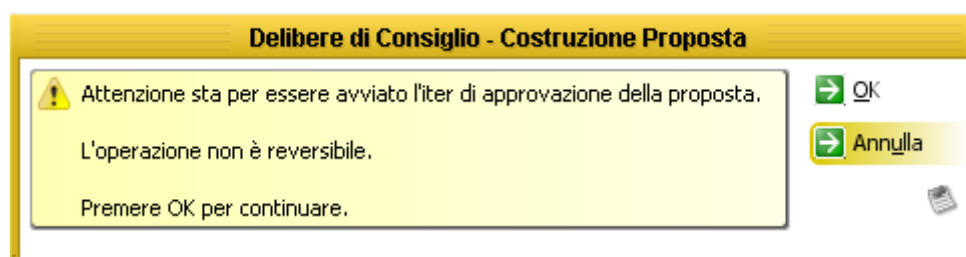 Delibere di Consiglio - Costruzione Proposta
Attenzione sta per essere avviato l'iter di approvazione della proposta.
L'operazione non è reversibile.
Premere OK per continuare.
OK
Annulla